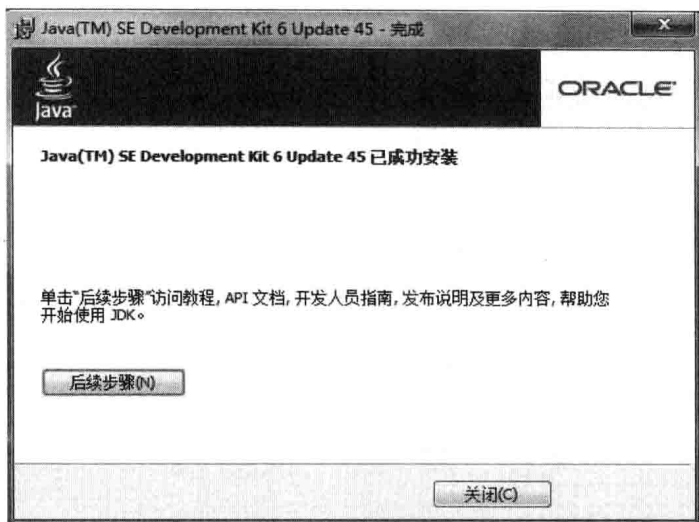 Java(TM) SE Development Kit 6 Update 45 - 完成
Java
ORACLE
Java(TM) SE Development Kit 6 Update 45 已成功安装
单击“后续步骤”访问教程, API 文档, 开发人员指南, 发布说明及更多内容, 帮助您
开始使用 JDK。
后续步骤(N)
关闭(C)